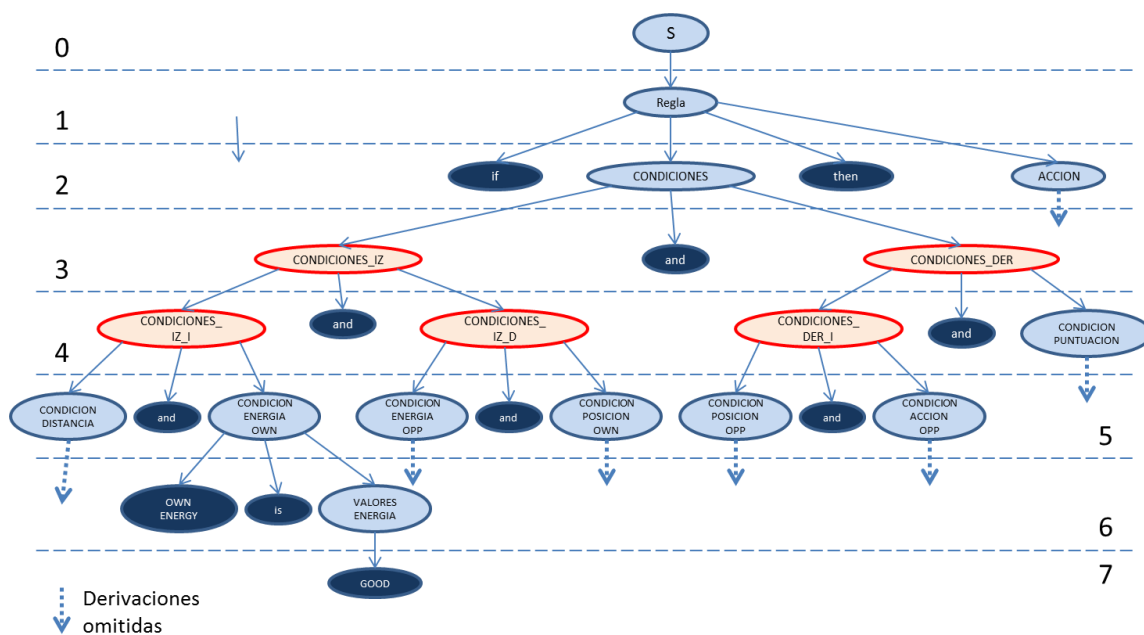 S
0
Regla
1
if
CONDICIONES
then
ACCION
2
CONDICIONES_IZ
and
CONDICIONES_DER
3
CONDICIONES_
IZ_I
and
CONDICIONES_
IZ_D
CONDICIONES_
DER_I
and
CONDICION
PUNTUACION
4
CONDICION
DISTANCIA
and
CONDICION
ENERGIA
OWN
CONDICION
ENERGIA
OPP
and
CONDICION
POSICION
OWN
CONDICION
POSICION
OPP
and
CONDICION
ACCION
OPP
5
OWN
ENERGY
is
VALORES
ENERGIA
6
GOOD
7
Derivaciones
omitidas